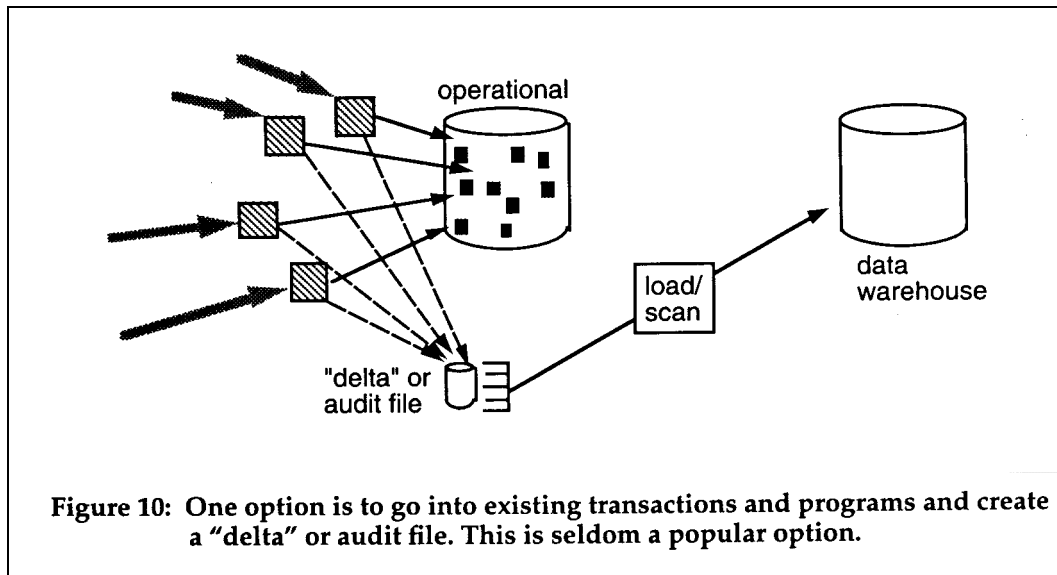 operational
data
warehouse
load/
scan
"delta" or
audit file
Figure 10: One option is to go into existing transactions and programs and create
a “delta” or audit file. This is seldom a popular option.